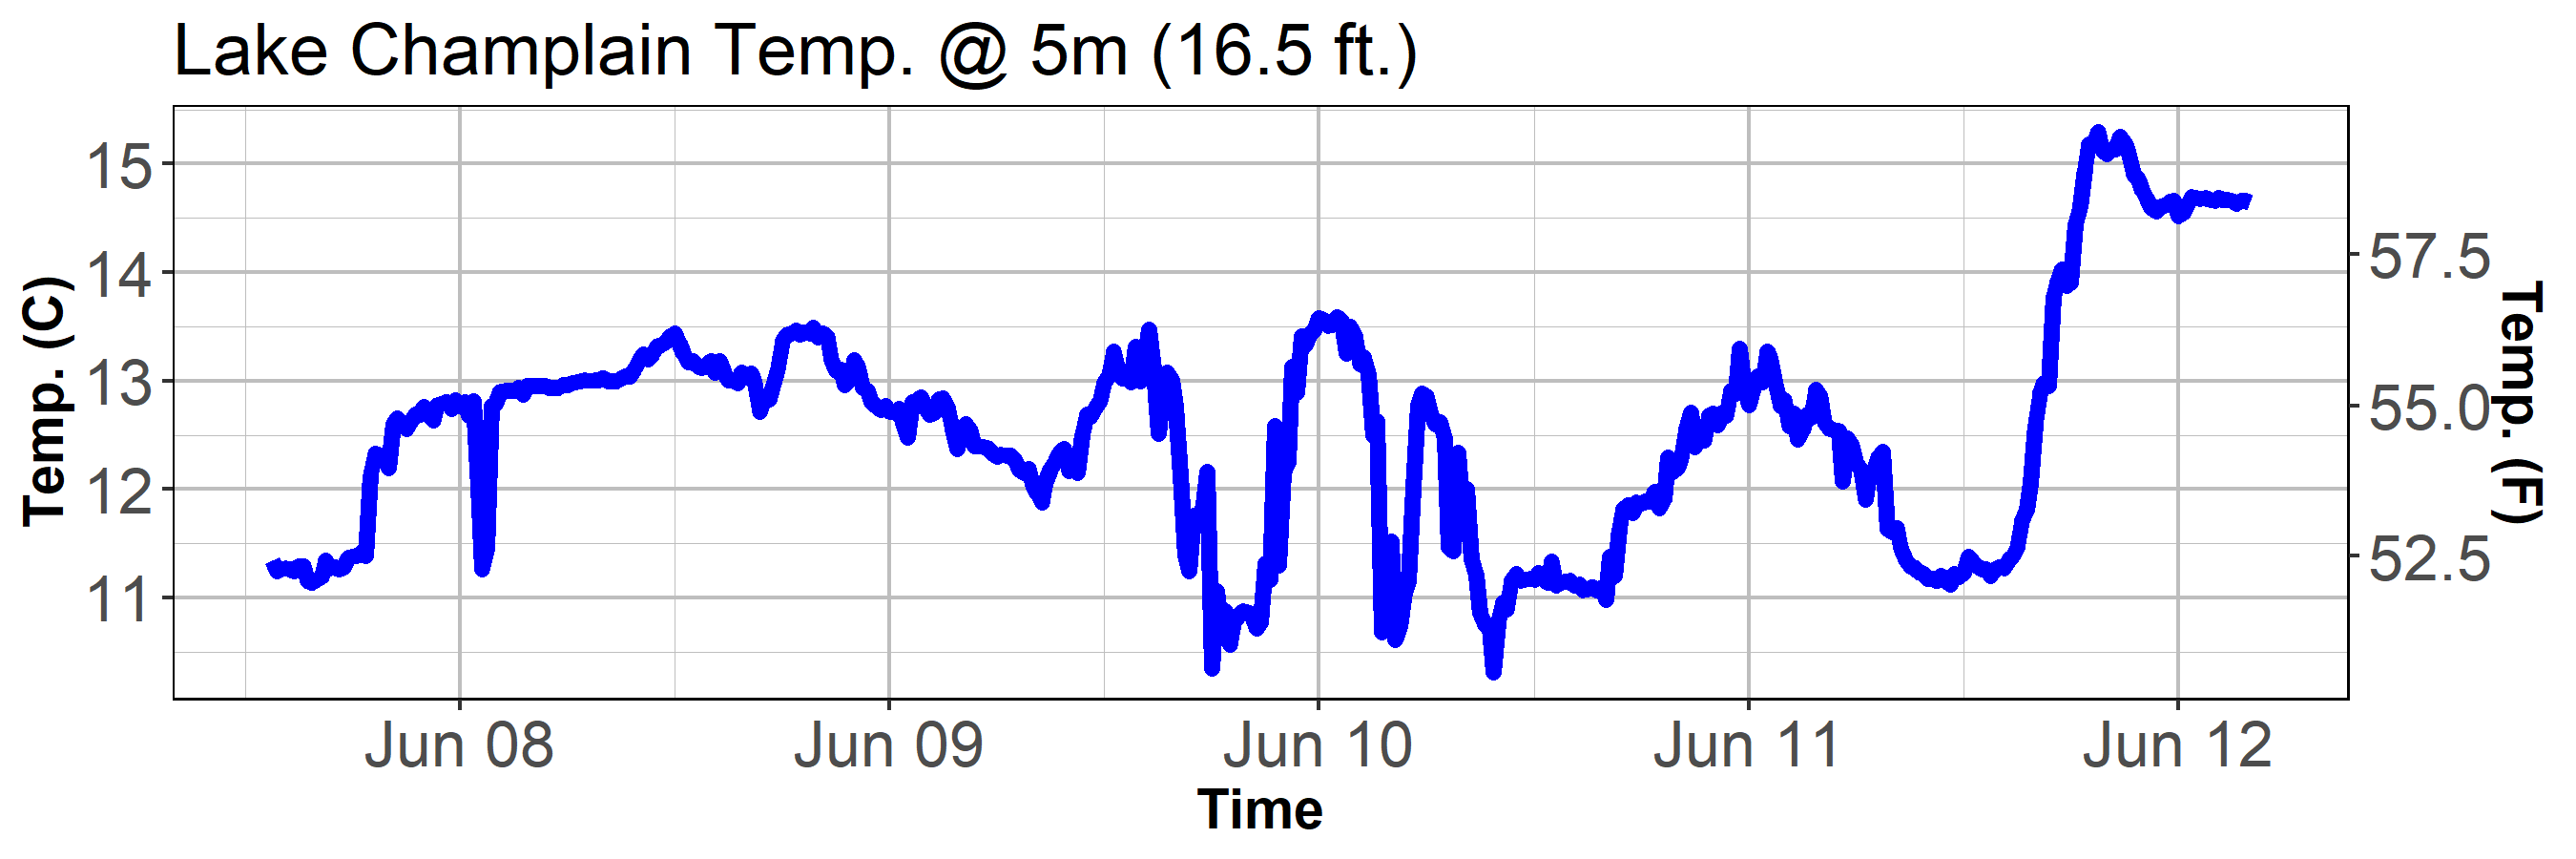 Lake Champlain Temp. @ 5m (16.5 ft.)
Temp. (C)
15
14
13
12
11
57.5
55.0
52.5
Temp. (F)
Jun 08 Jun 09 Jun 10 Jun 11 Jun 12
Time